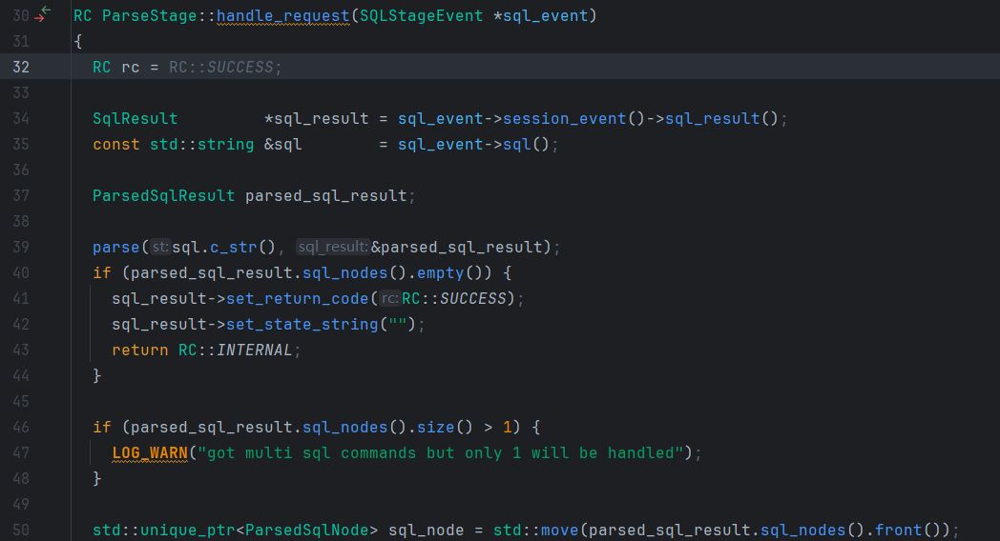 30 RC ParseStage::handle_request(SQLStageEvent *sql_event)
31 {
32   RC rc = RC::SUCCESS;
33
34   SqlResult         *sql_result = sql_event->session_event()->sql_result();
35   const std::string &sql        = sql_event->sql();
36
37   ParsedSqlResult parsed_sql_result;
38
39   parse(st:sql.c_str(), sql_result:&parsed_sql_result);
40   if (parsed_sql_result.sql_nodes().empty()) {
41     sql_result->set_return_code(rc:RC::SUCCESS);
42     sql_result->set_state_string("");
43     return RC::INTERNAL;
44   }
45
46   if (parsed_sql_result.sql_nodes().size() > 1) {
47     LOG_WARN("got multi sql commands but only 1 will be handled");
48   }
49
50   std::unique_ptr<ParsedSqlNode> sql_node = std::move(parsed_sql_result.sql_nodes().front());